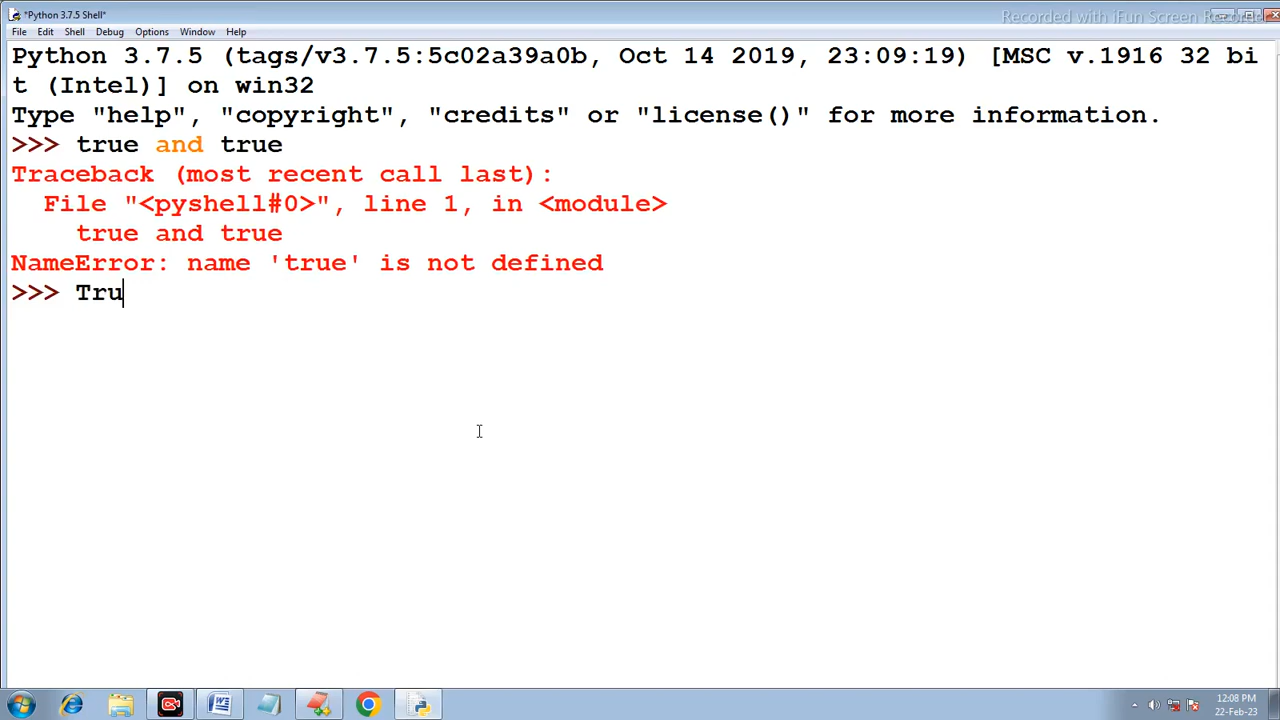 *Python 3.7.5 Shell*
Recorded with iFun Screen Recor
File Edit Shell Debug Options Window Help
Python 3.7.5 (tags/v3.7.5:5c02a39a0b, Oct 14 2019, 23:09:19) [MSC v.1916 32 bi
t (Intel)] on win32
Type "help", "copyright", "credits" or "license()" for more information.
>>> true and true
Traceback (most recent call last):
  File "<pyshell#0>", line 1, in <module>
    true and true
NameError: name 'true' is not defined
>>> Tru
12:08 PM
22-Feb-23